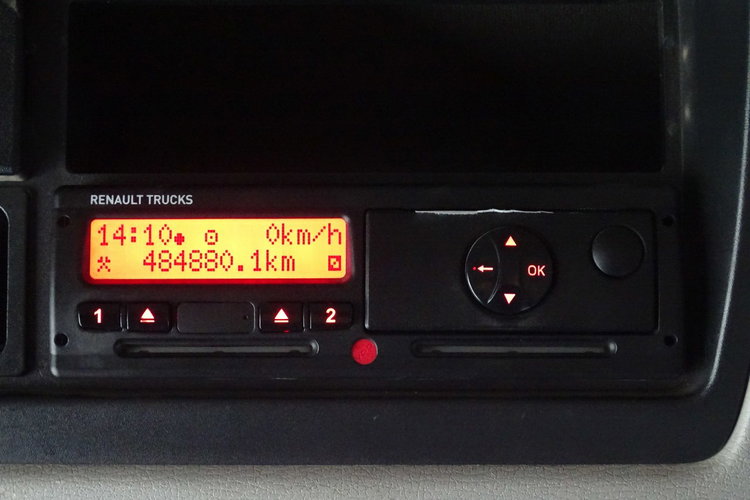 RENAULT TRUCKS
14:10 0km/h
484880.1km
1 2
OK